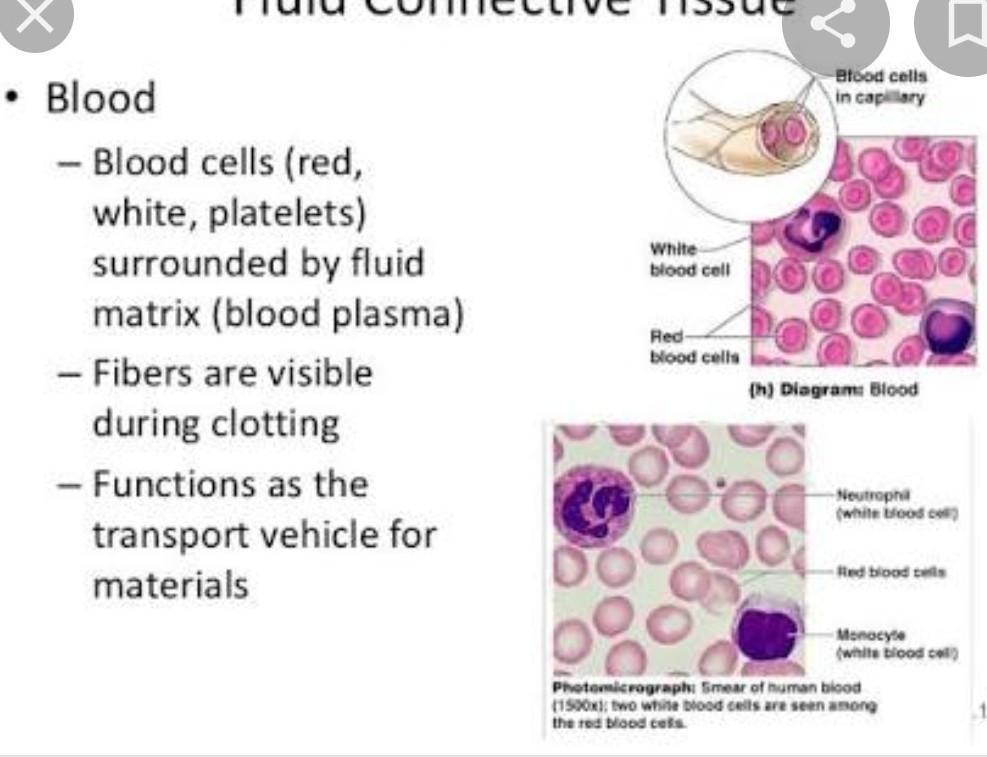 Fluid Connective Tissue
• Blood
– Blood cells (red,
white, platelets)
surrounded by fluid
matrix (blood plasma)
– Fibers are visible
during clotting
– Functions as the
transport vehicle for
materials
Blood cells
in capillary
White
blood cell
Red
blood cells
(h) Diagram: Blood
Neutrophil
(white blood cell)
Red blood cells
Monocyte
(white blood cell)
Photomicrograph: Smear of human blood
(1500x); two white blood cells are seen among
the red blood cells.
.1